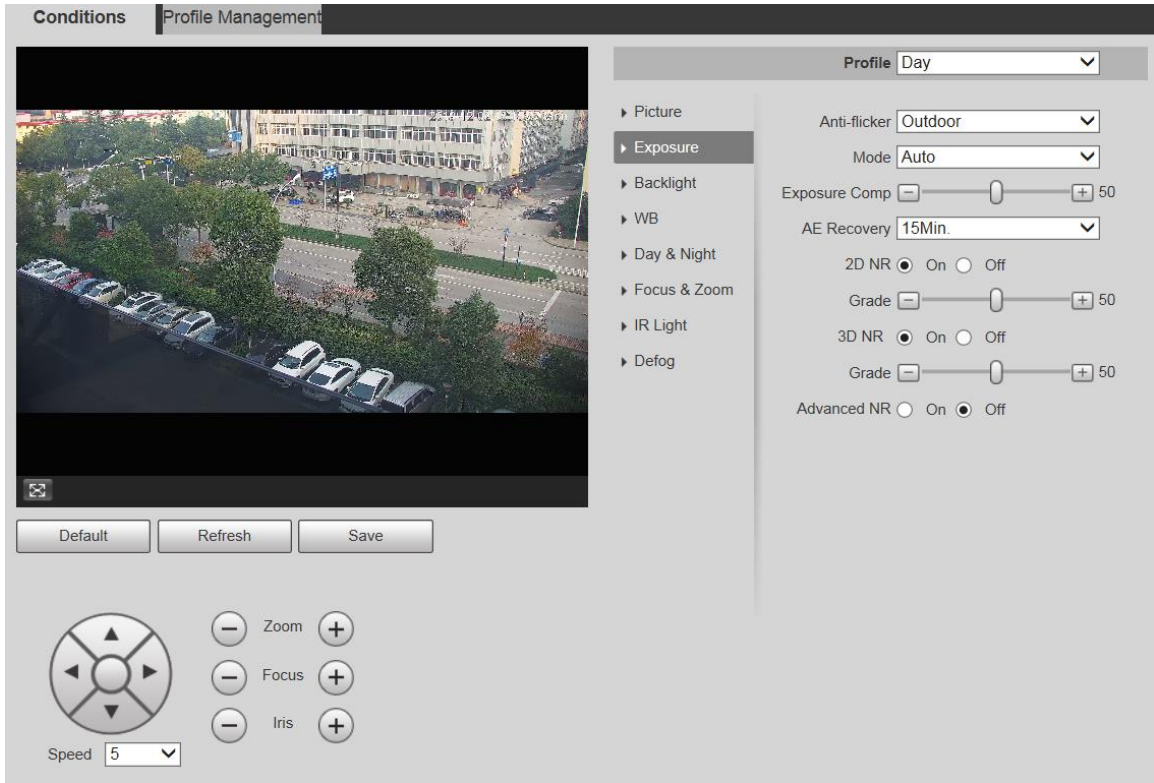 Conditions
Profile Management
Profile Day
Picture
Exposure
Backlight
WB
Day & Night
Focus & Zoom
IR Light
Defog
Anti-flicker Outdoor
Mode Auto
Exposure Comp 50
AE Recovery 15Min.
2D NR On Off
Grade 50
3D NR On Off
Grade 50
Advanced NR On Off
Default Refresh Save
Zoom
Focus
Iris
Speed 5